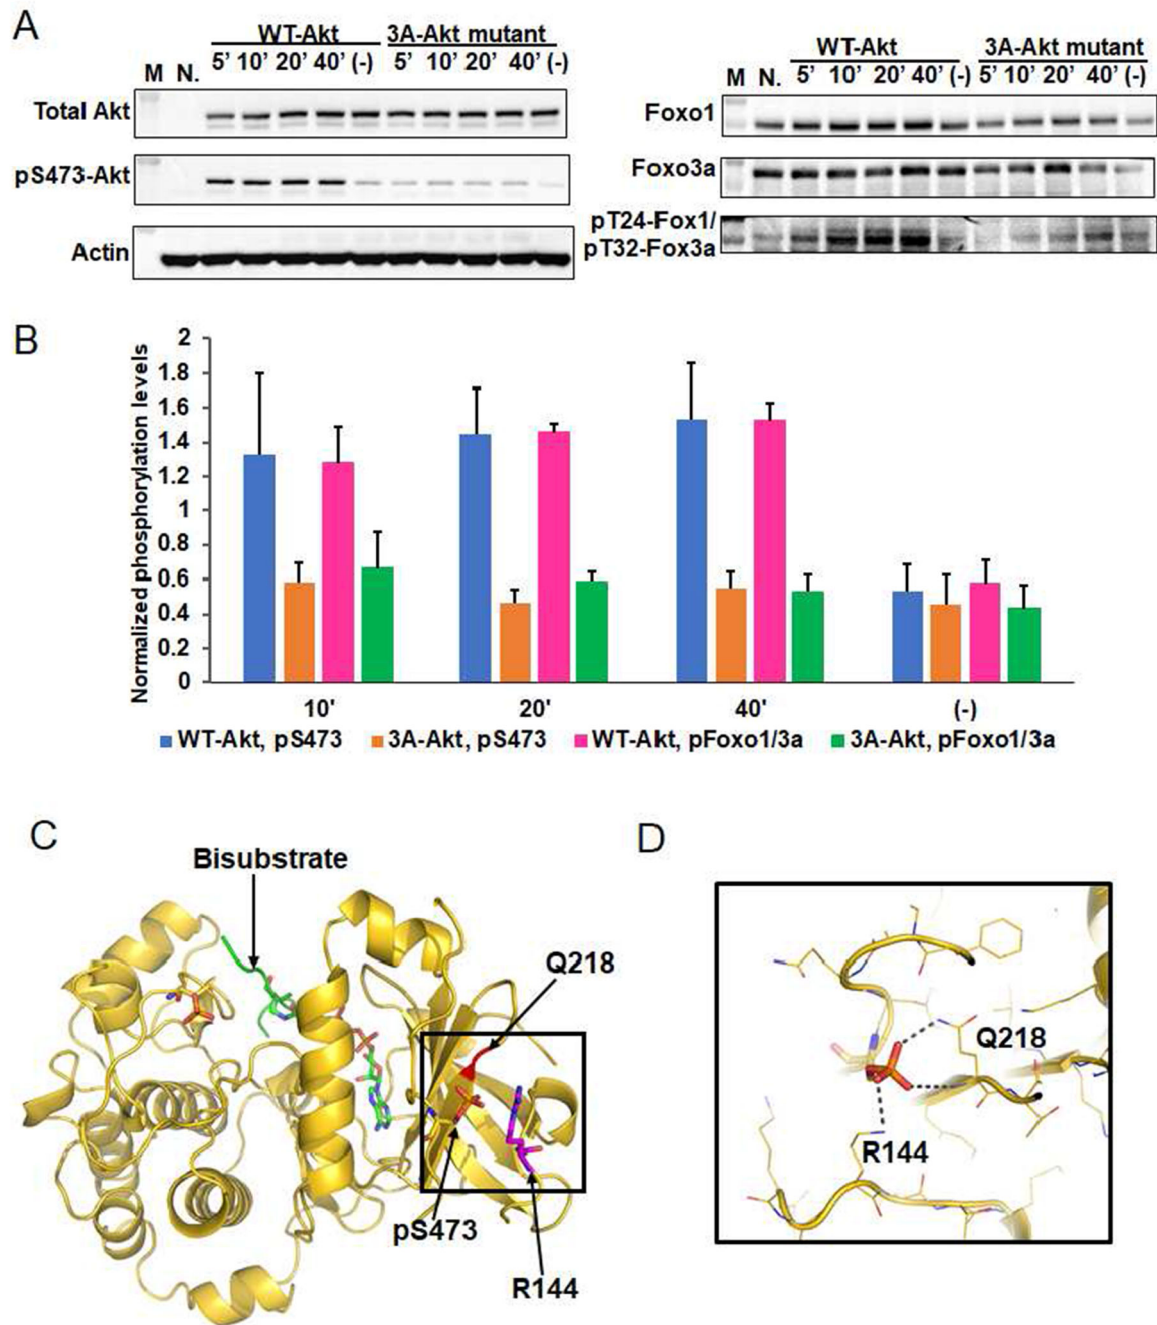 A
WT-Akt 3A-Akt mutant
M N. 5’ 10’ 20’ 40’ (-) 5’ 10’ 20’ 40’ (-)
Total Akt
pS473-Akt
Actin
WT-Akt 3A-Akt mutant
M N. 5’ 10’ 20’ 40’ (-) 5’ 10’ 20’ 40’ (-)
Foxo1
Foxo3a
pT24-Fox1/
pT32-Fox3a
B
Normalized phosphorylation levels
2
1.8
1.6
1.4
1.2
1
0.8
0.6
0.4
0.2
0
10' 20' 40' (-)
WT-Akt, pS473 3A-Akt, pS473 WT-Akt, pFoxo1/3a 3A-Akt, pFoxo1/3a
C
Bisubstrate
Q218
pS473
R144
D
Q218
R144